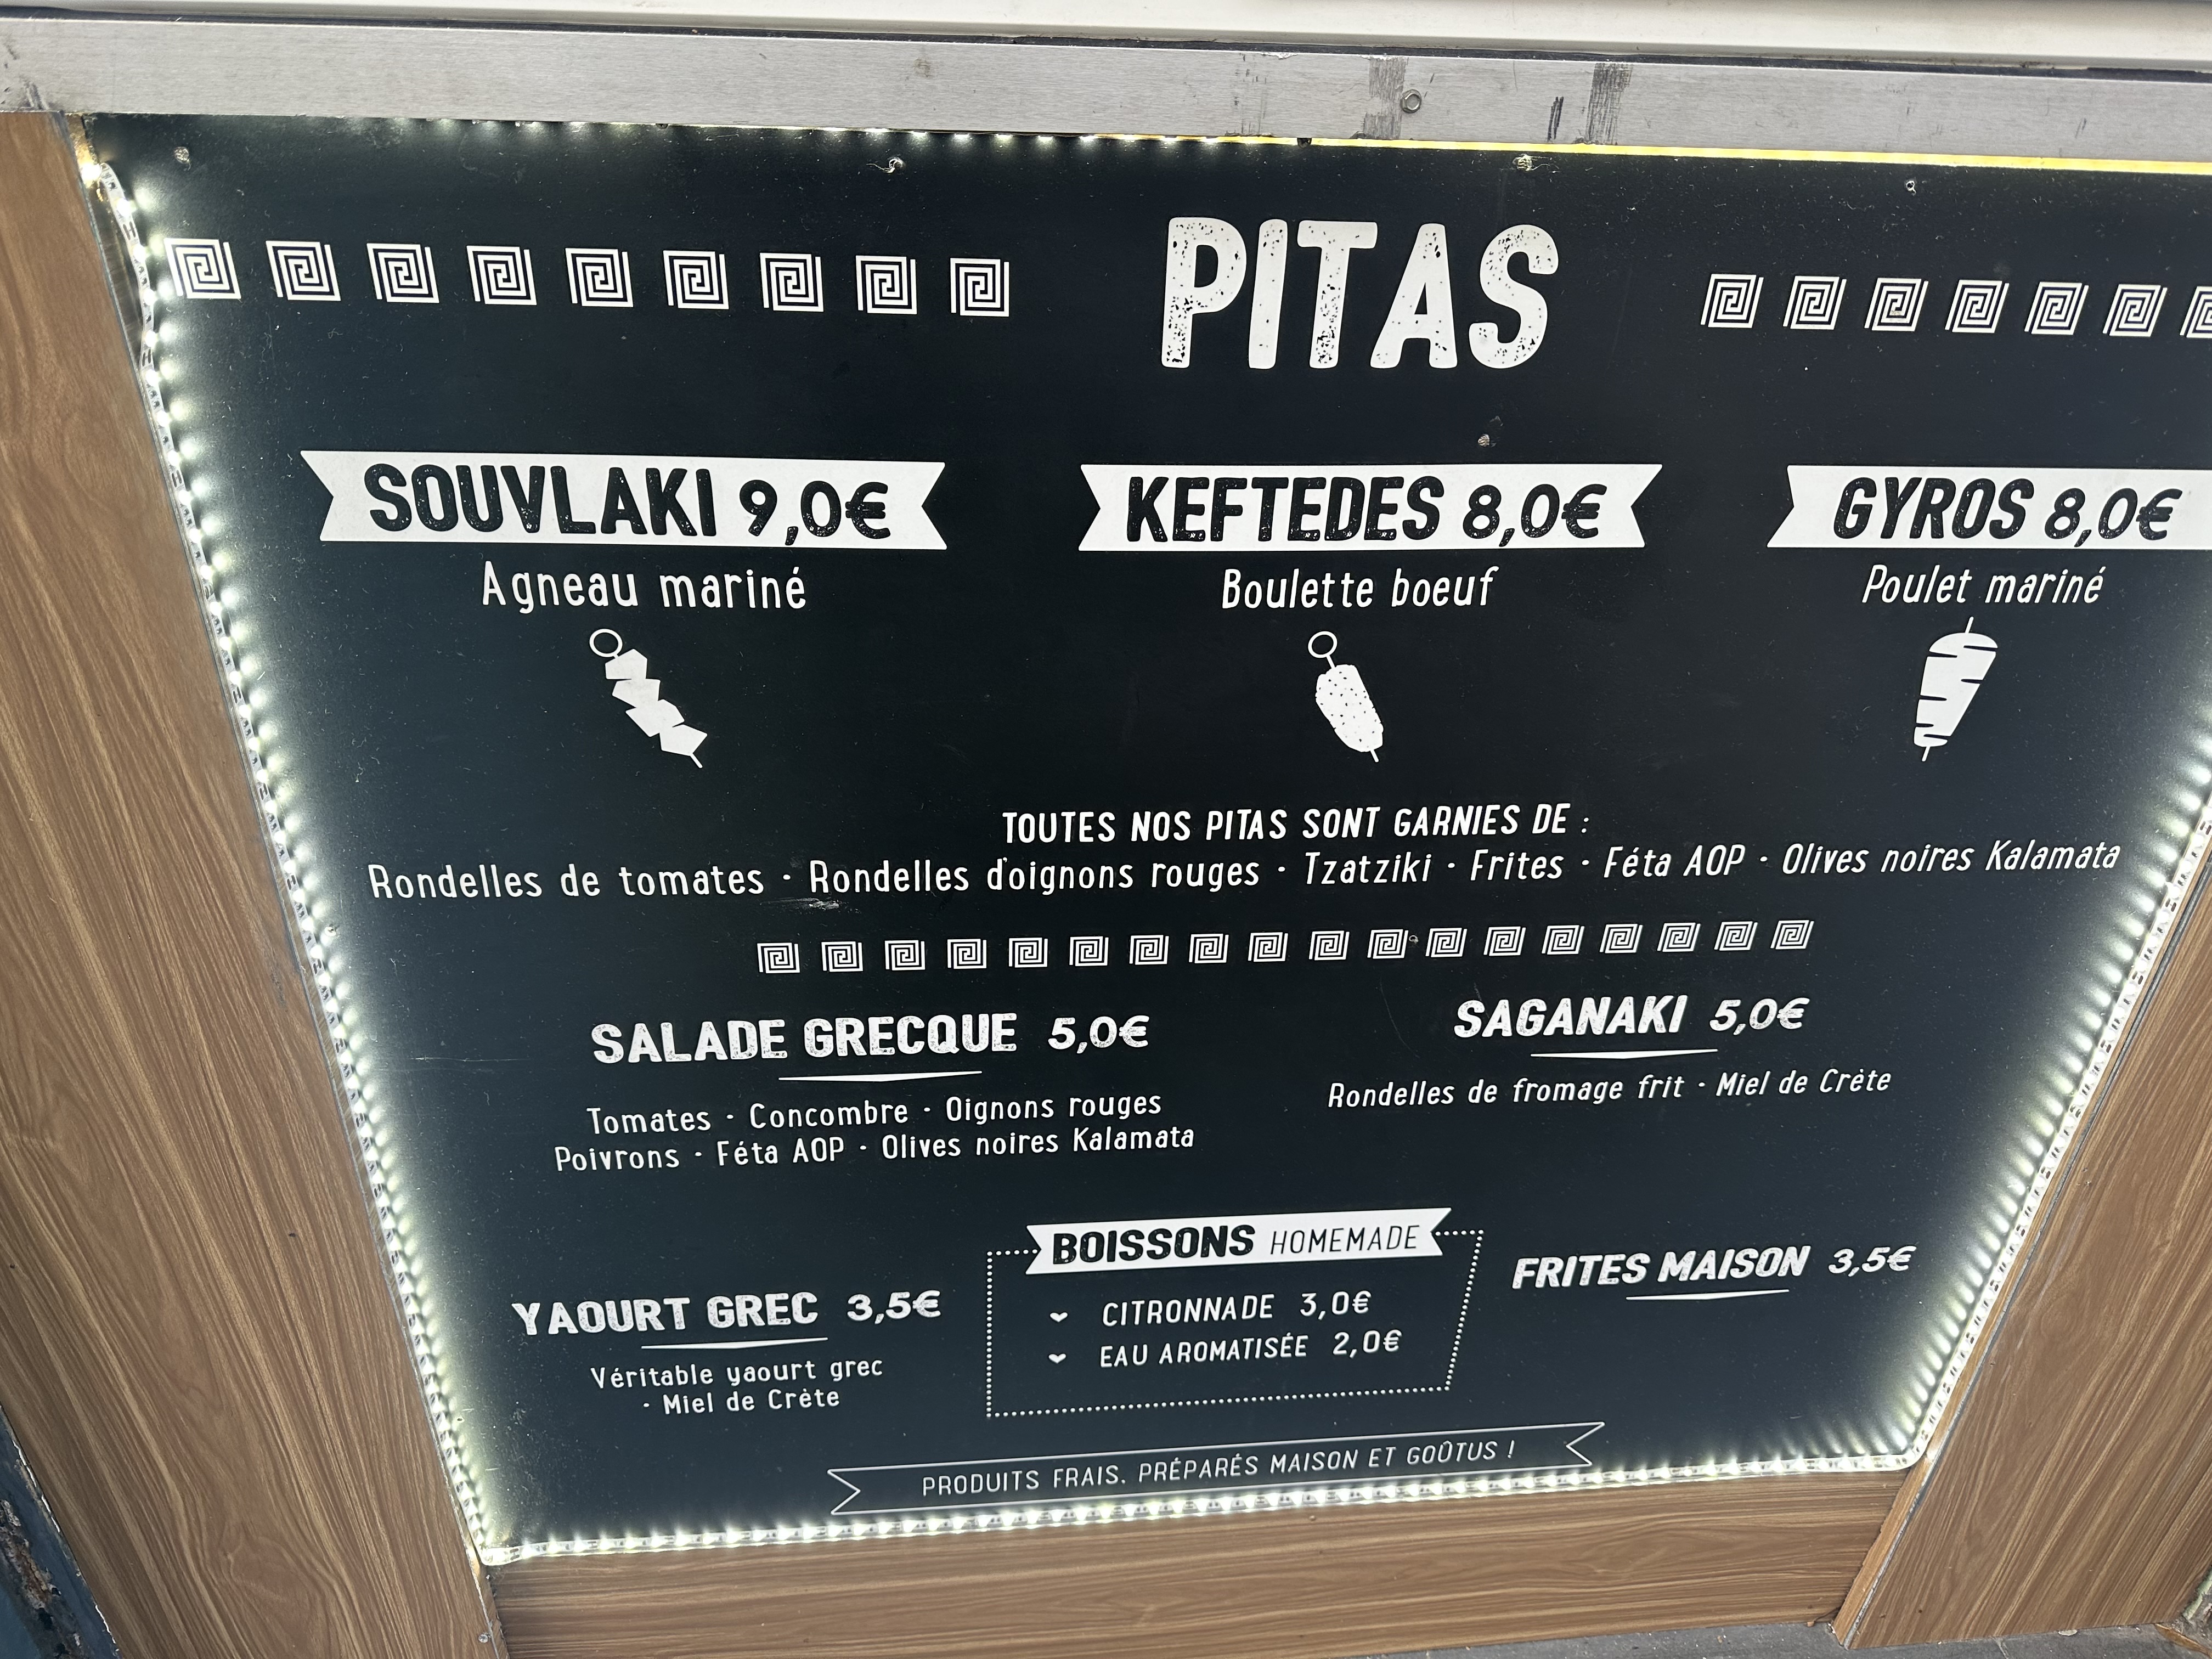 PITAS
SOUVLAKI 9,0€
Agneau mariné
KEFTEDES 8,0€
Boulette boeuf
GYROS 8,0€
Poulet mariné
TOUTES NOS PITAS SONT GARNIES DE :
Rondelles de tomates · Rondelles d'oignons rouges · Tzatziki · Frites · Féta AOP · Olives noires Kalamata
SALADE GRECQUE 5,0€
Tomates · Concombre · Oignons rouges
Poivrons · Féta AOP · Olives noires Kalamata
SAGANAKI 5,0€
Rondelles de fromage frit · Miel de Crète
YAOURT GREC 3,5€
Véritable yaourt grec
· Miel de Crète
BOISSONS HOMEMADE
CITRONNADE 3,0€
EAU AROMATISÉE 2,0€
FRITES MAISON 3,5€
PRODUITS FRAIS, PRÉPARÉS MAISON ET GOÛTUS !